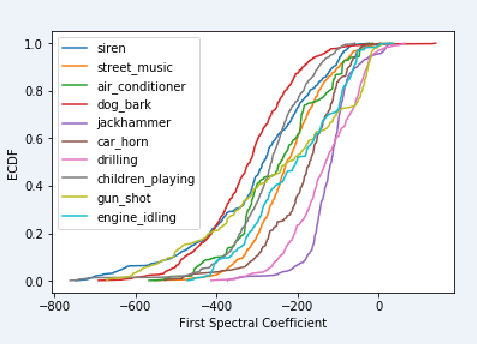 1.0
0.8
0.6
0.4
0.2
0.0
ECDF
siren
street_music
air_conditioner
dog_bark
jackhammer
car_horn
drilling
children_playing
gun_shot
engine_idling
−800
−600
−400
−200
0
First Spectral Coefficient